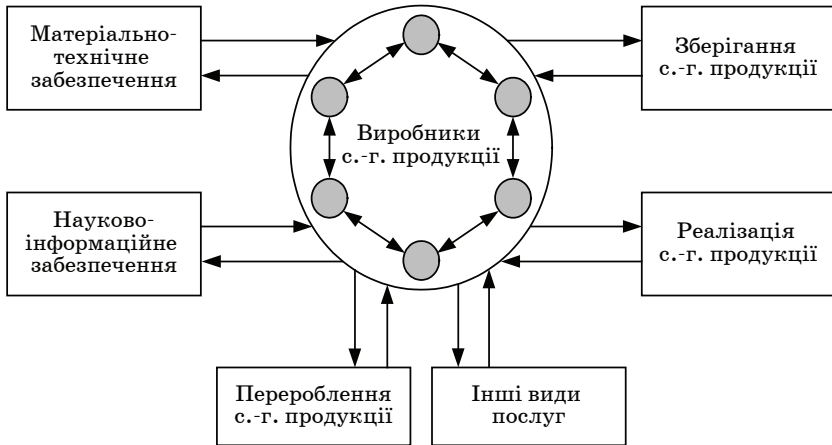 Матеріально-
технічне
забезпечення
Зберігання
с.-г. продукції
Виробники
с.-г. продукції
Науково-
інформаційне
забезпечення
Реалізація
с.-г. продукції
Перероблення
с.-г. продукції
Інші види
послуг